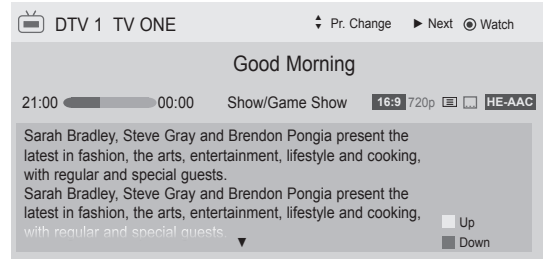 DTV 1 TV ONE Pr. Change Next Watch
Good Morning
21:00 00:00 Show/Game Show 16:9 720p HE-AAC
Sarah Bradley, Steve Gray and Brendon Pongia present the
latest in fashion, the arts, entertainment, lifestyle and cooking,
with regular and special guests.
Sarah Bradley, Steve Gray and Brendon Pongia present the
latest in fashion, the arts, entertainment, lifestyle and cooking,
with regular and special guests.
Up
Down